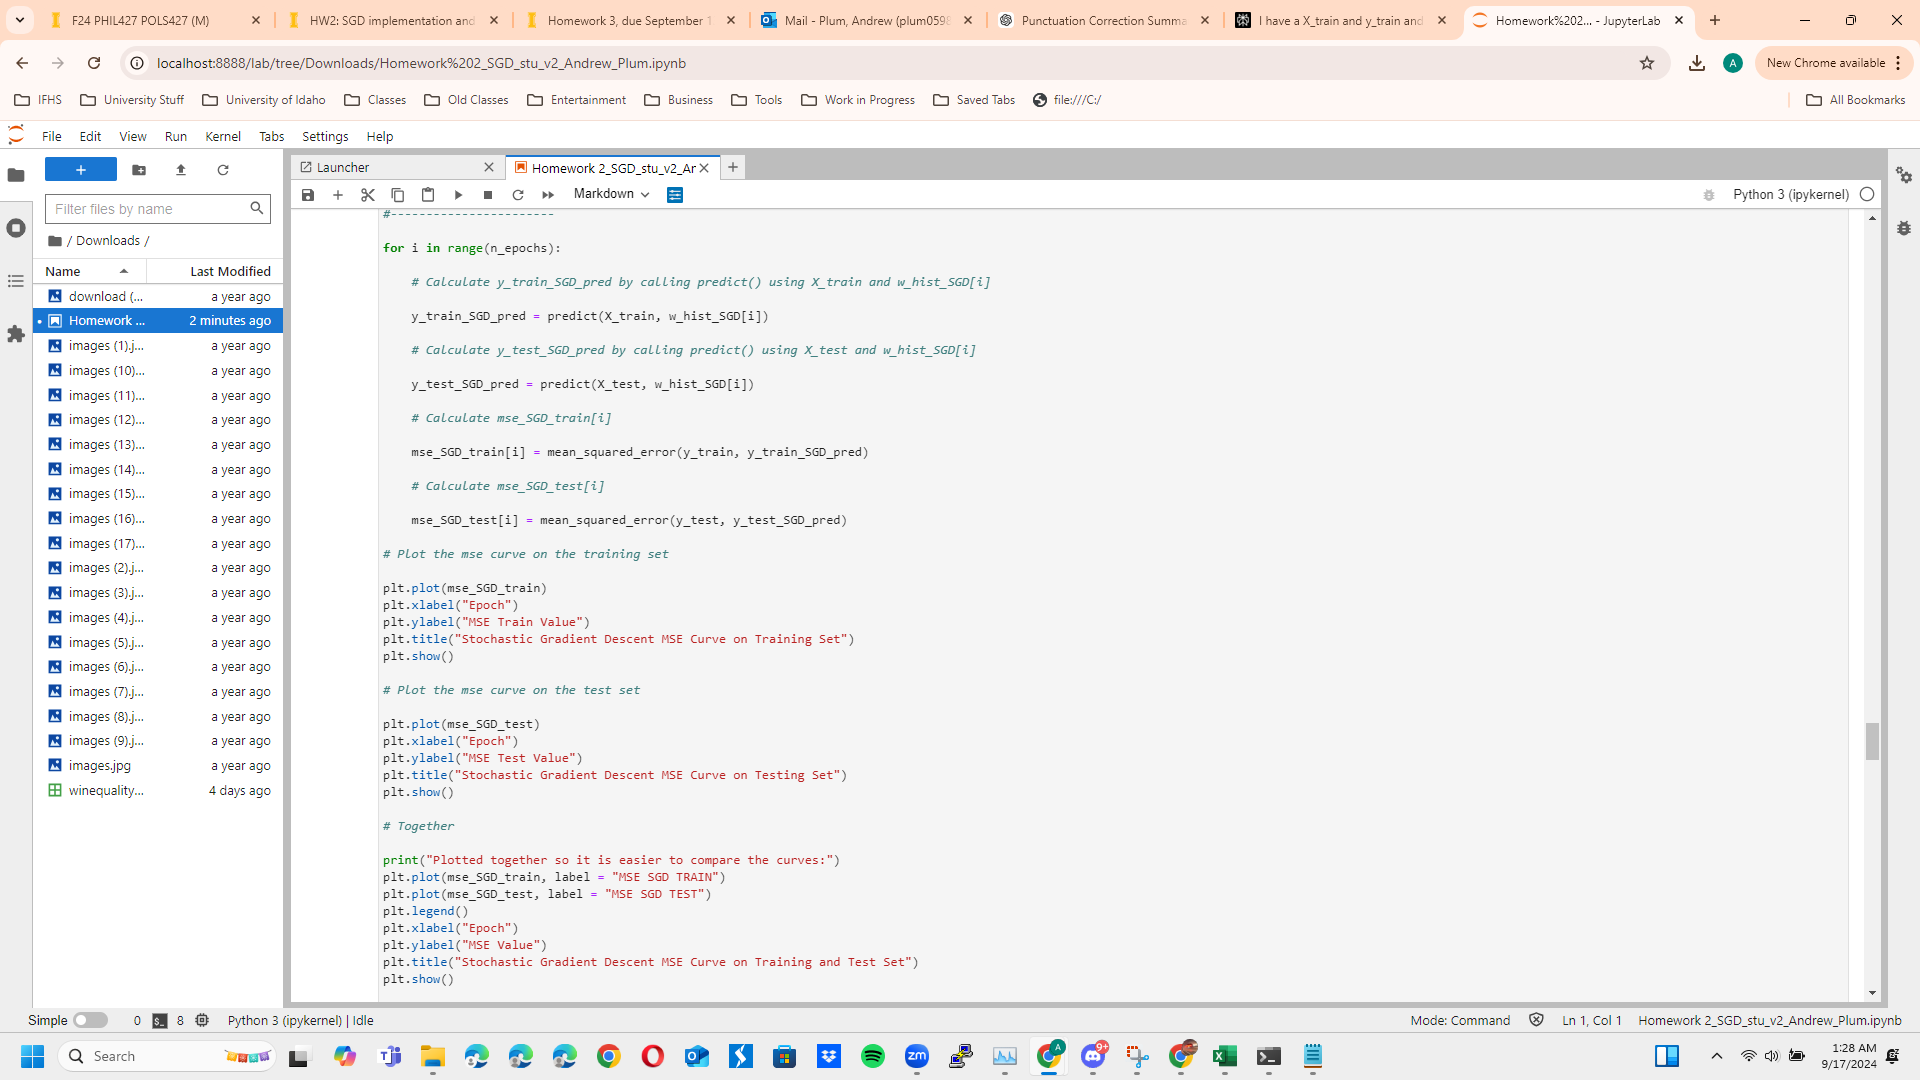 F24 PHIL427 POLS427 (M)
HW2: SGD implementation and
Homework 3, due September 1
Mail - Plum, Andrew (plum0598
Punctuation Correction Summa
I have a X_train and y_train and
Homework%202... - JupyterLab
localhost:8888/lab/tree/Downloads/Homework%202_SGD_stu_v2_Andrew_Plum.ipynb
A
New Chrome available
IFHS
University Stuff
University of Idaho
Classes
Old Classes
Entertainment
Business
Tools
Work in Progress
Saved Tabs
file:///C:/
All Bookmarks
File Edit View Run Kernel Tabs Settings Help
Launcher
Homework 2_SGD_stu_v2_Ar
Markdown
Python 3 (ipykernel)
Filter files by name
/ Downloads /
Name Last Modified
download (... a year ago
Homework ... 2 minutes ago
images (1).j... a year ago
images (10)... a year ago
images (11)... a year ago
images (12)... a year ago
images (13)... a year ago
images (14)... a year ago
images (15)... a year ago
images (16)... a year ago
images (17)... a year ago
images (2).j... a year ago
images (3).j... a year ago
images (4).j... a year ago
images (5).j... a year ago
images (6).j... a year ago
images (7).j... a year ago
images (8).j... a year ago
images (9).j... a year ago
images.jpg a year ago
winequality... 4 days ago
#-----------------------
for i in range(n_epochs):
# Calculate y_train_SGD_pred by calling predict() using X_train and w_hist_SGD[i]
y_train_SGD_pred = predict(X_train, w_hist_SGD[i])
# Calculate y_test_SGD_pred by calling predict() using X_test and w_hist_SGD[i]
y_test_SGD_pred = predict(X_test, w_hist_SGD[i])
# Calculate mse_SGD_train[i]
mse_SGD_train[i] = mean_squared_error(y_train, y_train_SGD_pred)
# Calculate mse_SGD_test[i]
mse_SGD_test[i] = mean_squared_error(y_test, y_test_SGD_pred)
# Plot the mse curve on the training set
plt.plot(mse_SGD_train)
plt.xlabel("Epoch")
plt.ylabel("MSE Train Value")
plt.title("Stochastic Gradient Descent MSE Curve on Training Set")
plt.show()
# Plot the mse curve on the test set
plt.plot(mse_SGD_test)
plt.xlabel("Epoch")
plt.ylabel("MSE Test Value")
plt.title("Stochastic Gradient Descent MSE Curve on Testing Set")
plt.show()
# Together
print("Plotted together so it is easier to compare the curves:")
plt.plot(mse_SGD_train, label = "MSE SGD TRAIN")
plt.plot(mse_SGD_test, label = "MSE SGD TEST")
plt.legend()
plt.xlabel("Epoch")
plt.ylabel("MSE Value")
plt.title("Stochastic Gradient Descent MSE Curve on Training and Test Set")
plt.show()
Simple 0 8 Python 3 (ipykernel) | Idle
Mode: Command Ln 1, Col 1 Homework 2_SGD_stu_v2_Andrew_Plum.ipynb
Search
zm
A
9+
1:28 AM
9/17/2024